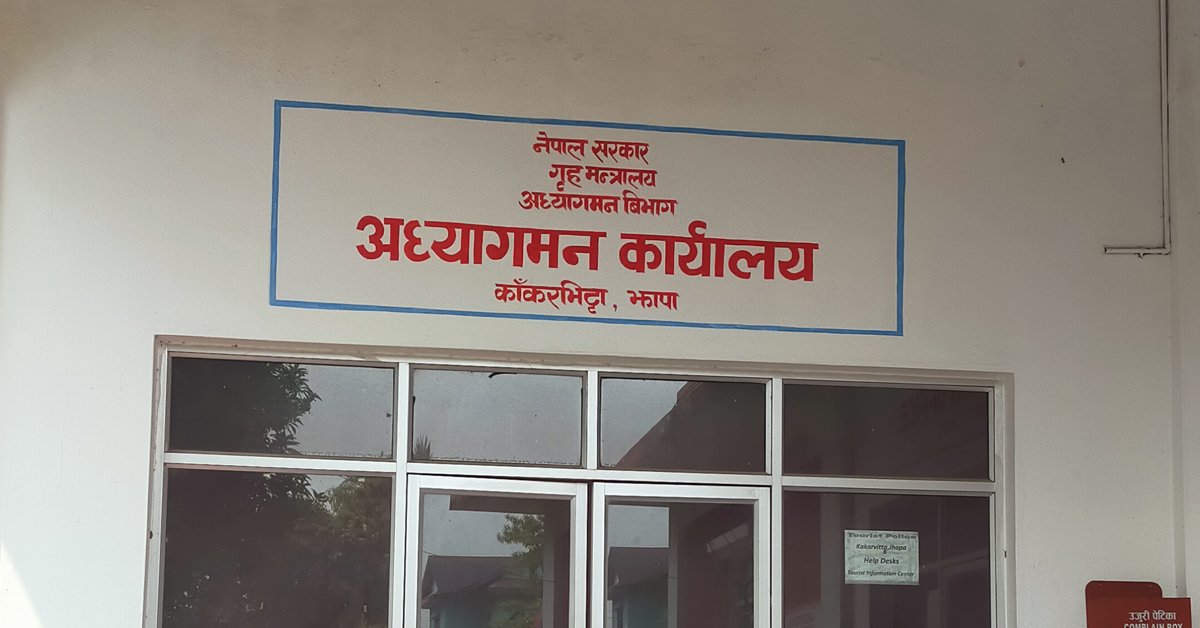 नेपाल सरकार
गृह मन्त्रालय
अध्यागमन बिभाग
अध्यागमन कार्यालय
काँकरभिट्टा, झापा
Tourist Police
Kakarvitta, Jhapa
Help Desks
Tourist Information Center
उजुरी पेटिका
COMPLAIN BOX